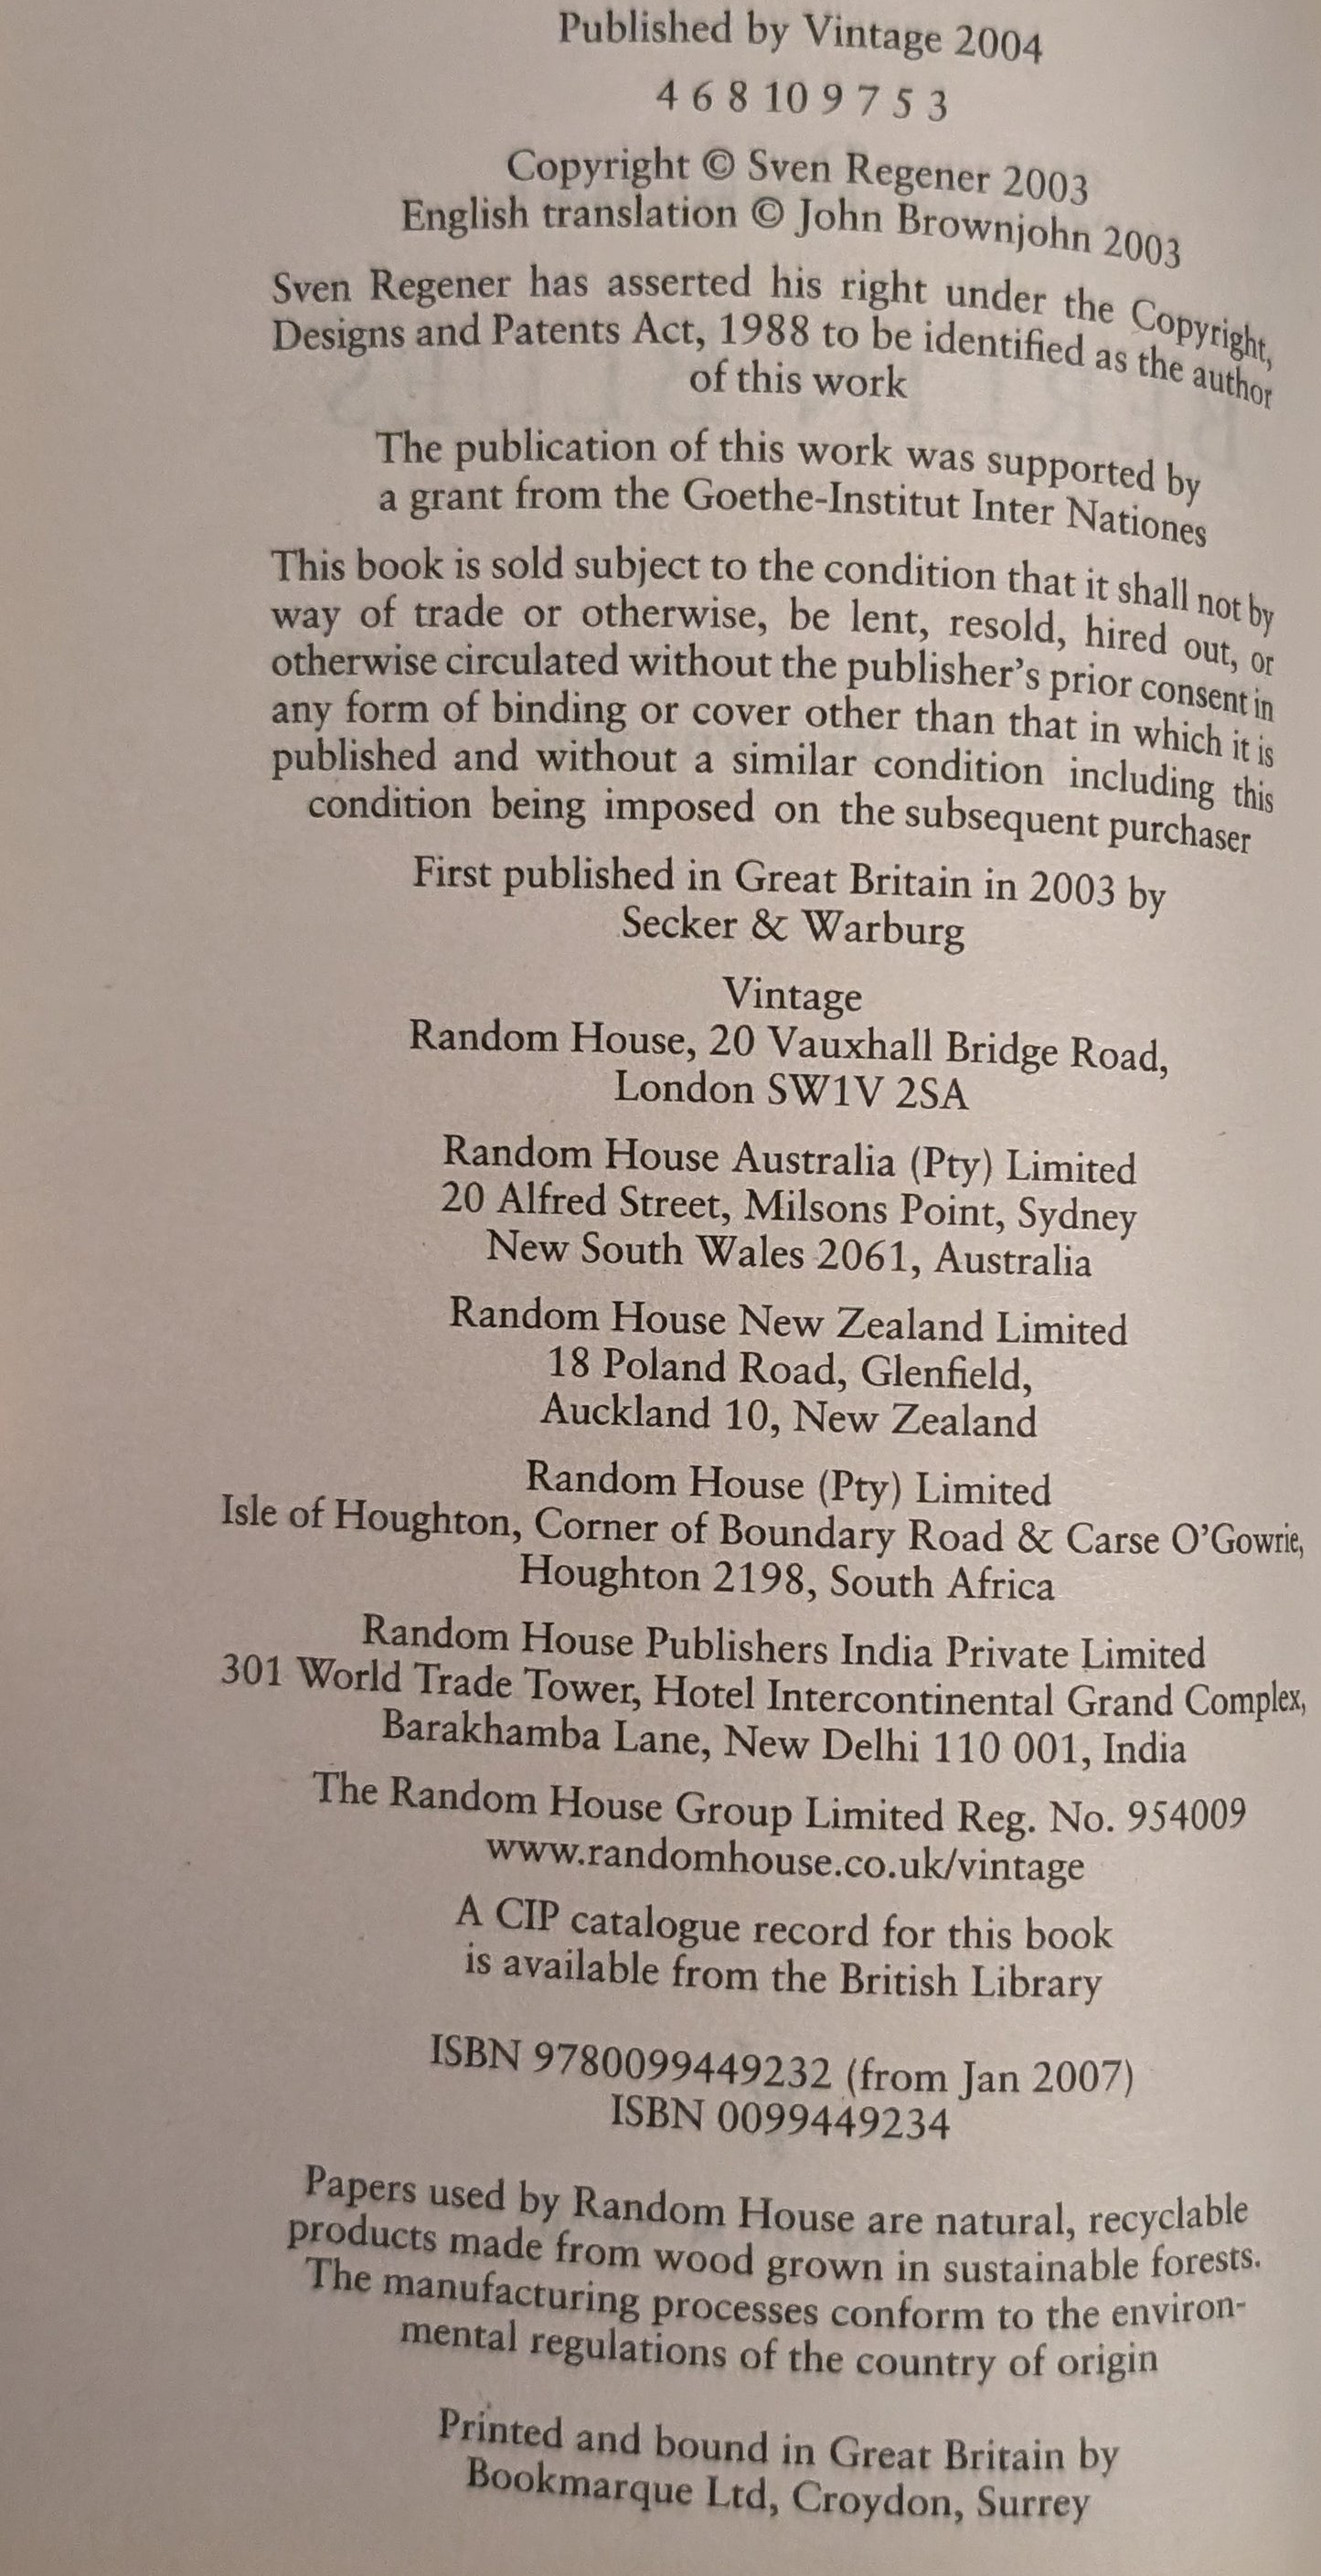 Published by Vintage 2004
4 6 8 10 9 7 5 3
Copyright © Sven Regener 2003
English translation © John Brownjohn 2003
Sven Regener has asserted his right under the Copyright,
Designs and Patents Act, 1988 to be identified as the author
of this work
The publication of this work was supported by
a grant from the Goethe-Institut Inter Nationes
This book is sold subject to the condition that it shall not by
way of trade or otherwise, be lent, resold, hired out, or
otherwise circulated without the publisher's prior consent in
any form of binding or cover other than that in which it is
published and without a similar condition including this
condition being imposed on the subsequent purchaser
First published in Great Britain in 2003 by
Secker & Warburg
Vintage
Random House, 20 Vauxhall Bridge Road,
London SW1V 2SA
Random House Australia (Pty) Limited
20 Alfred Street, Milsons Point, Sydney
New South Wales 2061, Australia
Random House New Zealand Limited
18 Poland Road, Glenfield,
Auckland 10, New Zealand
Random House (Pty) Limited
Isle of Houghton, Corner of Boundary Road & Carse O'Gowrie,
Houghton 2198, South Africa
Random House Publishers India Private Limited
301 World Trade Tower, Hotel Intercontinental Grand Complex,
Barakhamba Lane, New Delhi 110 001, India
The Random House Group Limited Reg. No. 954009
www.randomhouse.co.uk/vintage
A CIP catalogue record for this book
is available from the British Library
ISBN 9780099449232 (from Jan 2007)
ISBN 0099449234
Papers used by Random House are natural, recyclable
products made from wood grown in sustainable forests.
The manufacturing processes conform to the environ-
mental regulations of the country of origin
Printed and bound in Great Britain by
Bookmarque Ltd, Croydon, Surrey